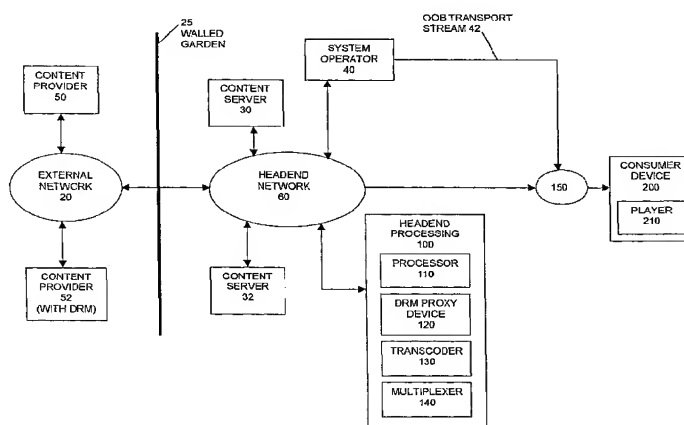 25
WALLED
GARDEN
OOB TRANSPORT
STREAM 42
CONTENT
PROVIDER
50
CONTENT
SERVER
30
SYSTEM
OPERATOR
40
EXTERNAL
NETWORK
20
HEADEND
NETWORK
60
150
CONSUMER
DEVICE
200
PLAYER
210
CONTENT
PROVIDER
52
(WITH DRM)
CONTENT
SERVER
32
HEADEND
PROCESSING
100
PROCESSOR
110
DRM PROXY
DEVICE
120
TRANSCODER
130
MULTIPLEXER
140